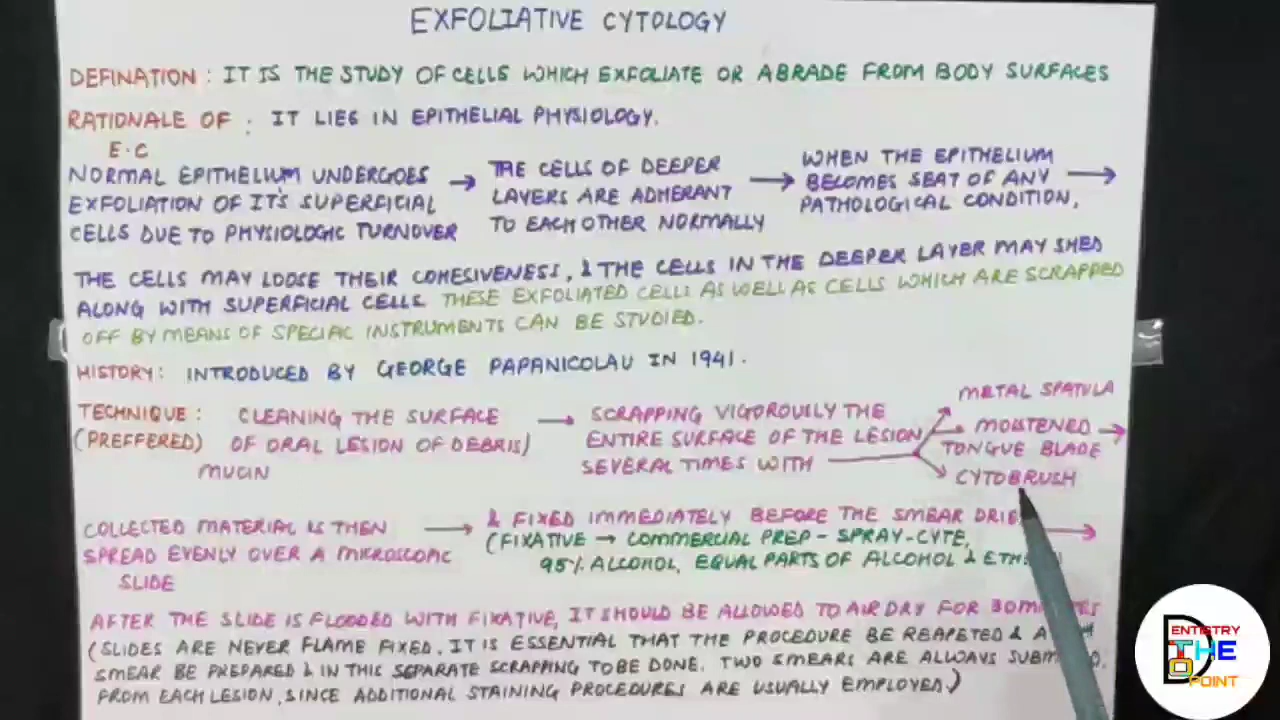 EXFOLIATIVE CYTOLOGY
DEFINATION : IT IS THE STUDY OF CELLS WHICH EXFOLIATE OR ABRADE FROM BODY SURFACES
RATIONALE OF : IT LIES IN EPITHELIAL PHYSIOLOGY.
E.C
NORMAL EPITHELIUM UNDERGOES
EXFOLIATION OF IT'S SUPERFICIAL
CELLS DUE TO PHYSIOLOGIC TURNOVER
→ THE CELLS OF DEEPER
LAYERS ARE ADHERANT
TO EACH OTHER NORMALLY
→ WHEN THE EPITHELIUM
BECOMES SEAT OF ANY →
PATHOLOGICAL CONDITION,
THE CELLS MAY LOOSE THEIR COHESIVENESS, & THE CELLS IN THE DEEPER LAYER MAY SHED
ALONG WITH SUPERFICIAL CELLS THESE EXFOLIATED CELLS AS WELL AS CELLS WHICH ARE SCRAPPED
OFF BY MEANS OF SPECIAL INSTRUMENTS CAN BE STUDIED.
HISTORY: INTRODUCED BY GEORGE PAPANICOLAU IN 1941.
TECHNIQUE : CLEANING THE SURFACE
(PREFFERED) OF ORAL LESION OF DEBRIS/
MUCIN
→ SCRAPPING VIGOROUSLY THE
ENTIRE SURFACE OF THE LESION
SEVERAL TIMES WITH
METAL SPATULA
→ MOISTENED →
TONGUE BLADE
CYTOBRUSH
COLLECTED MATERIAL IS THEN
SPREAD EVENLY OVER A MICROSCOPIC
SLIDE
→ & FIXED IMMEDIATELY BEFORE THE SMEAR →
(FIXATIVE → COMMERCIAL PREP - SPRAY-CYTE,
95% ALCOHOL, EQUAL PARTS OF ALCOHOL &
AFTER THE SLIDE IS FLOODED WITH FIXATIVE, IT SHOULD BE ALLOWED TO AIR DRY FOR 30
(SLIDES ARE NEVER FLAME FIXED, ESSENTIAL THAT THE PROCEDURE BE REAPETED &
SMEAR BE PREPARED & IN THIS SEPARATE SCRAPPING TO BE DONE. TWO SMEARS ARE ALWAYS
FROM EACH LESION, SINCE ADDITIONAL STAINING PROCEDURES ARE USUALLY EMPLOYED.)
DENTISTRY
THE
POINT